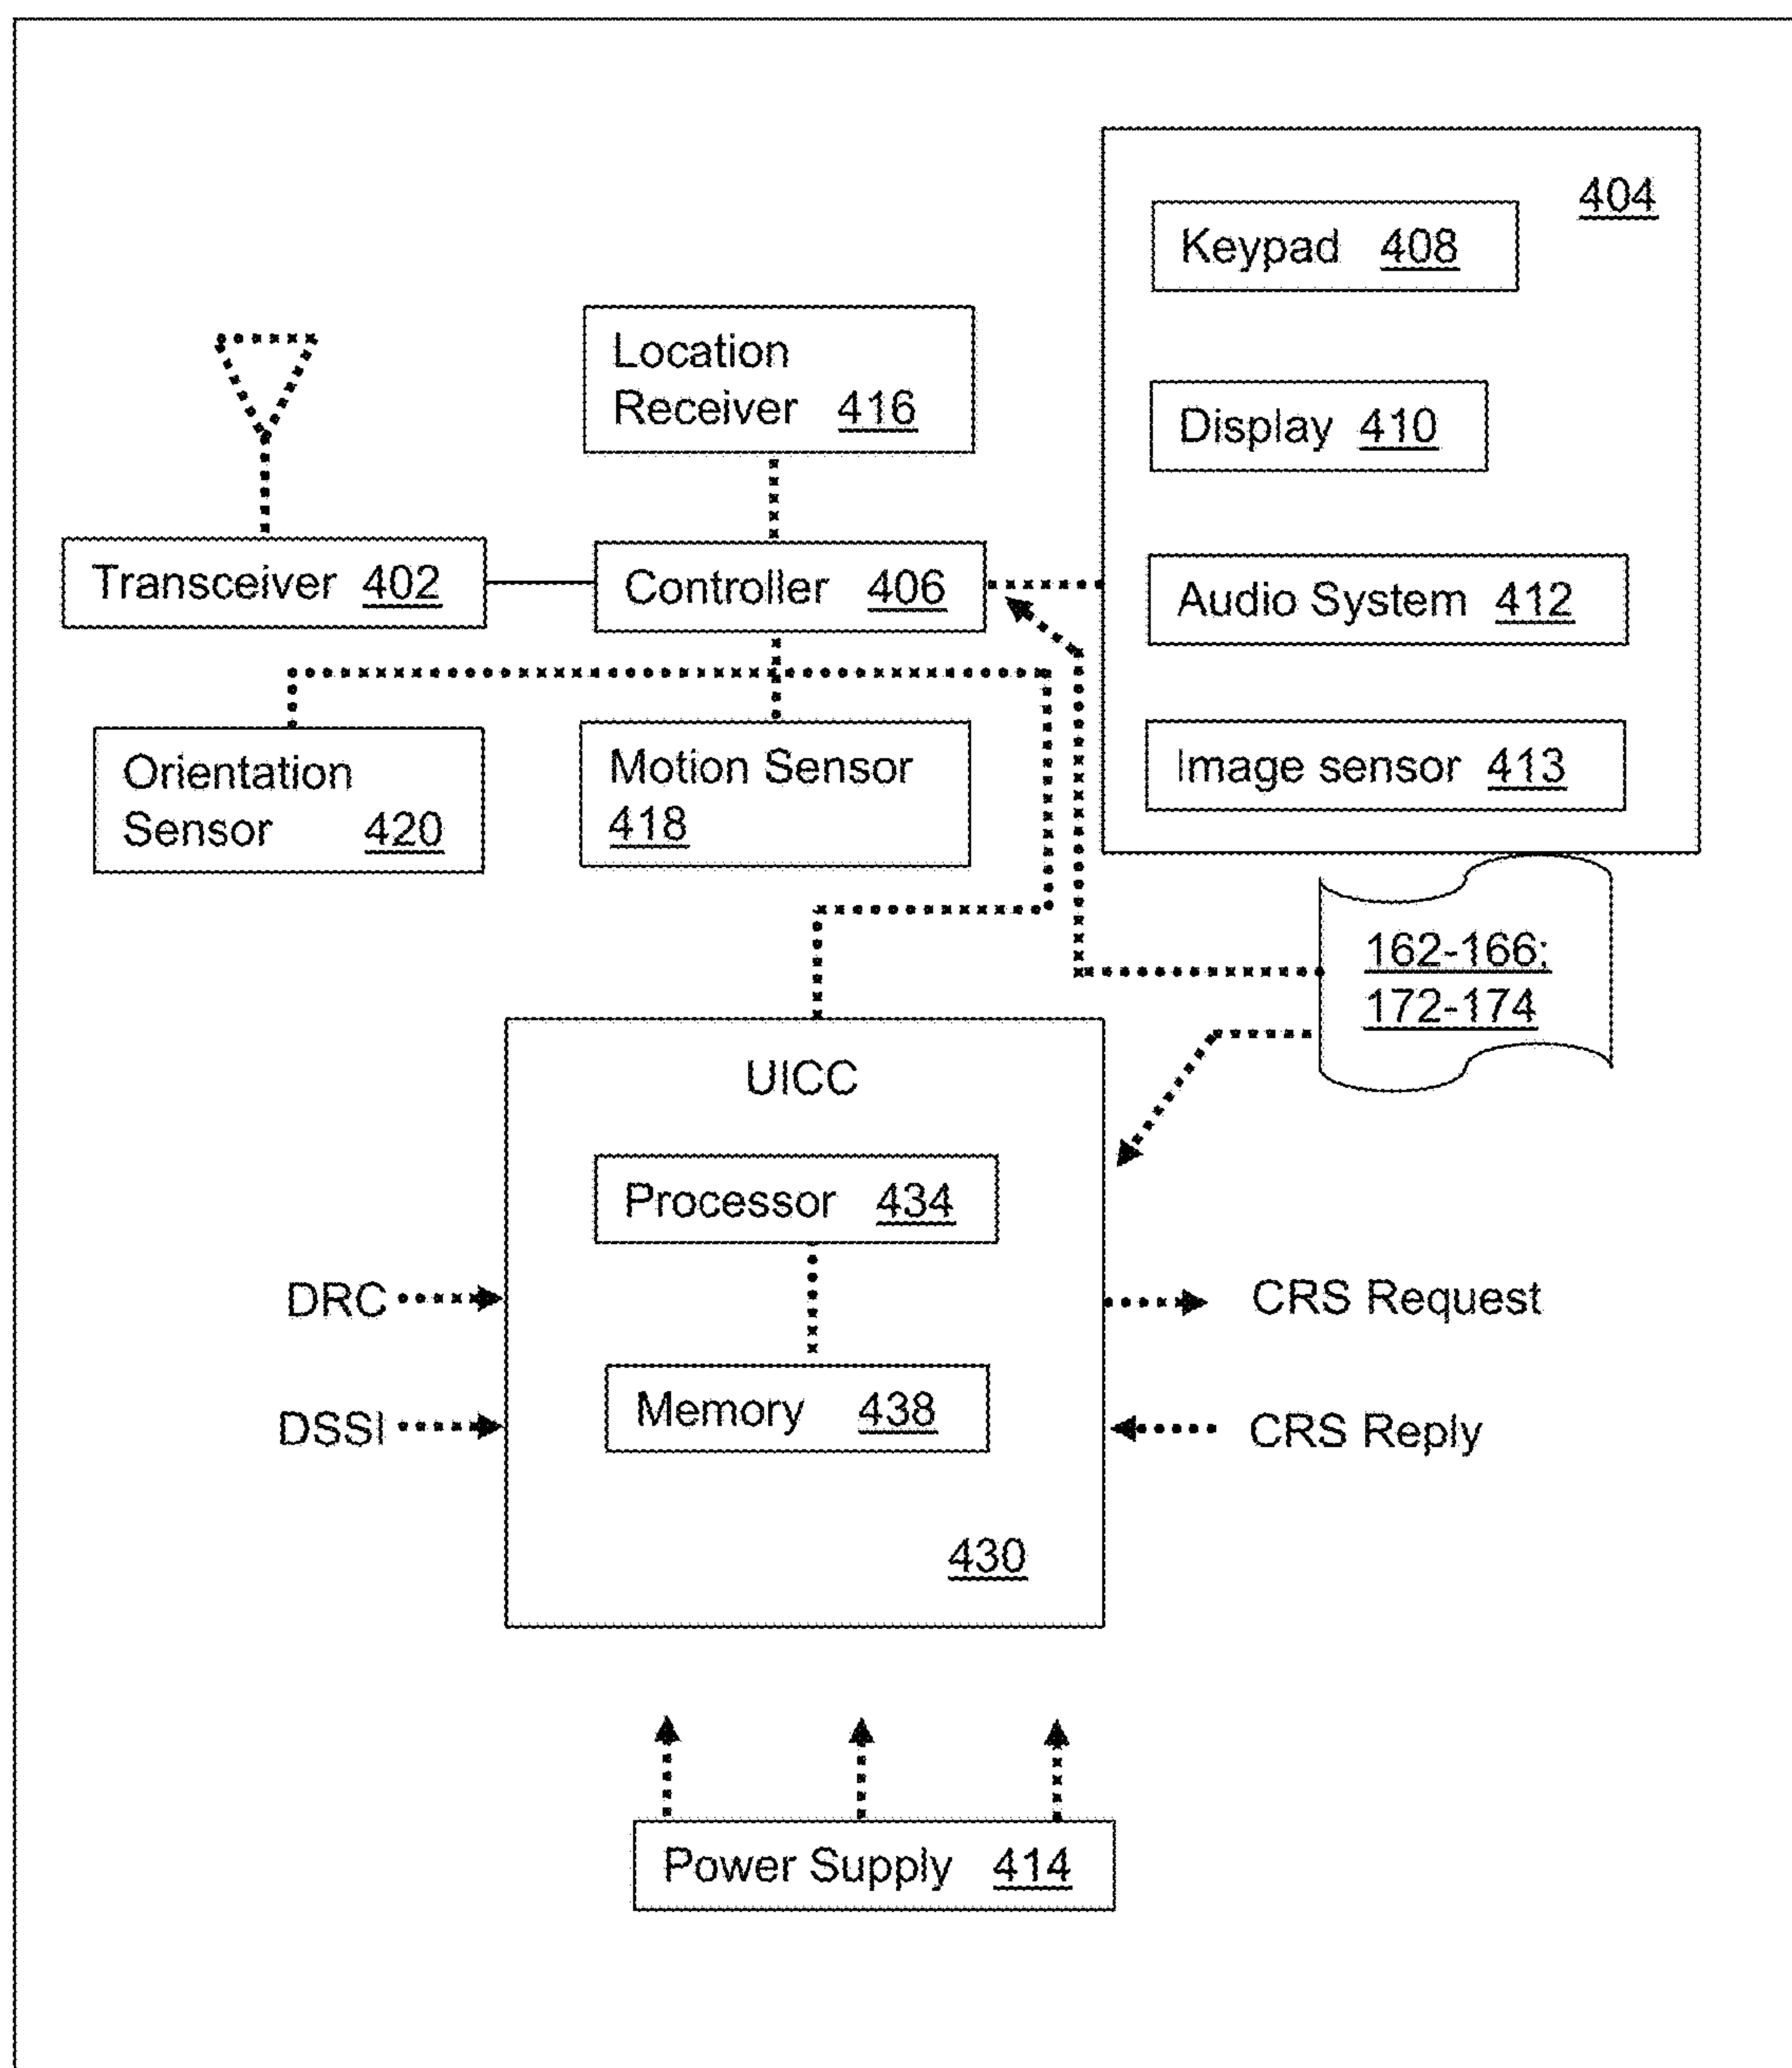 404
Keypad 408
Location
Receiver 416
Display 410
Transceiver 402
Controller 406
Audio System 412
Orientation
Sensor 420
Motion Sensor
418
Image sensor 413
162-166;
172-174
UICC
Processor 434
DRC
CRS Request
Memory 438
DSSI
CRS Reply
430
Power Supply 414